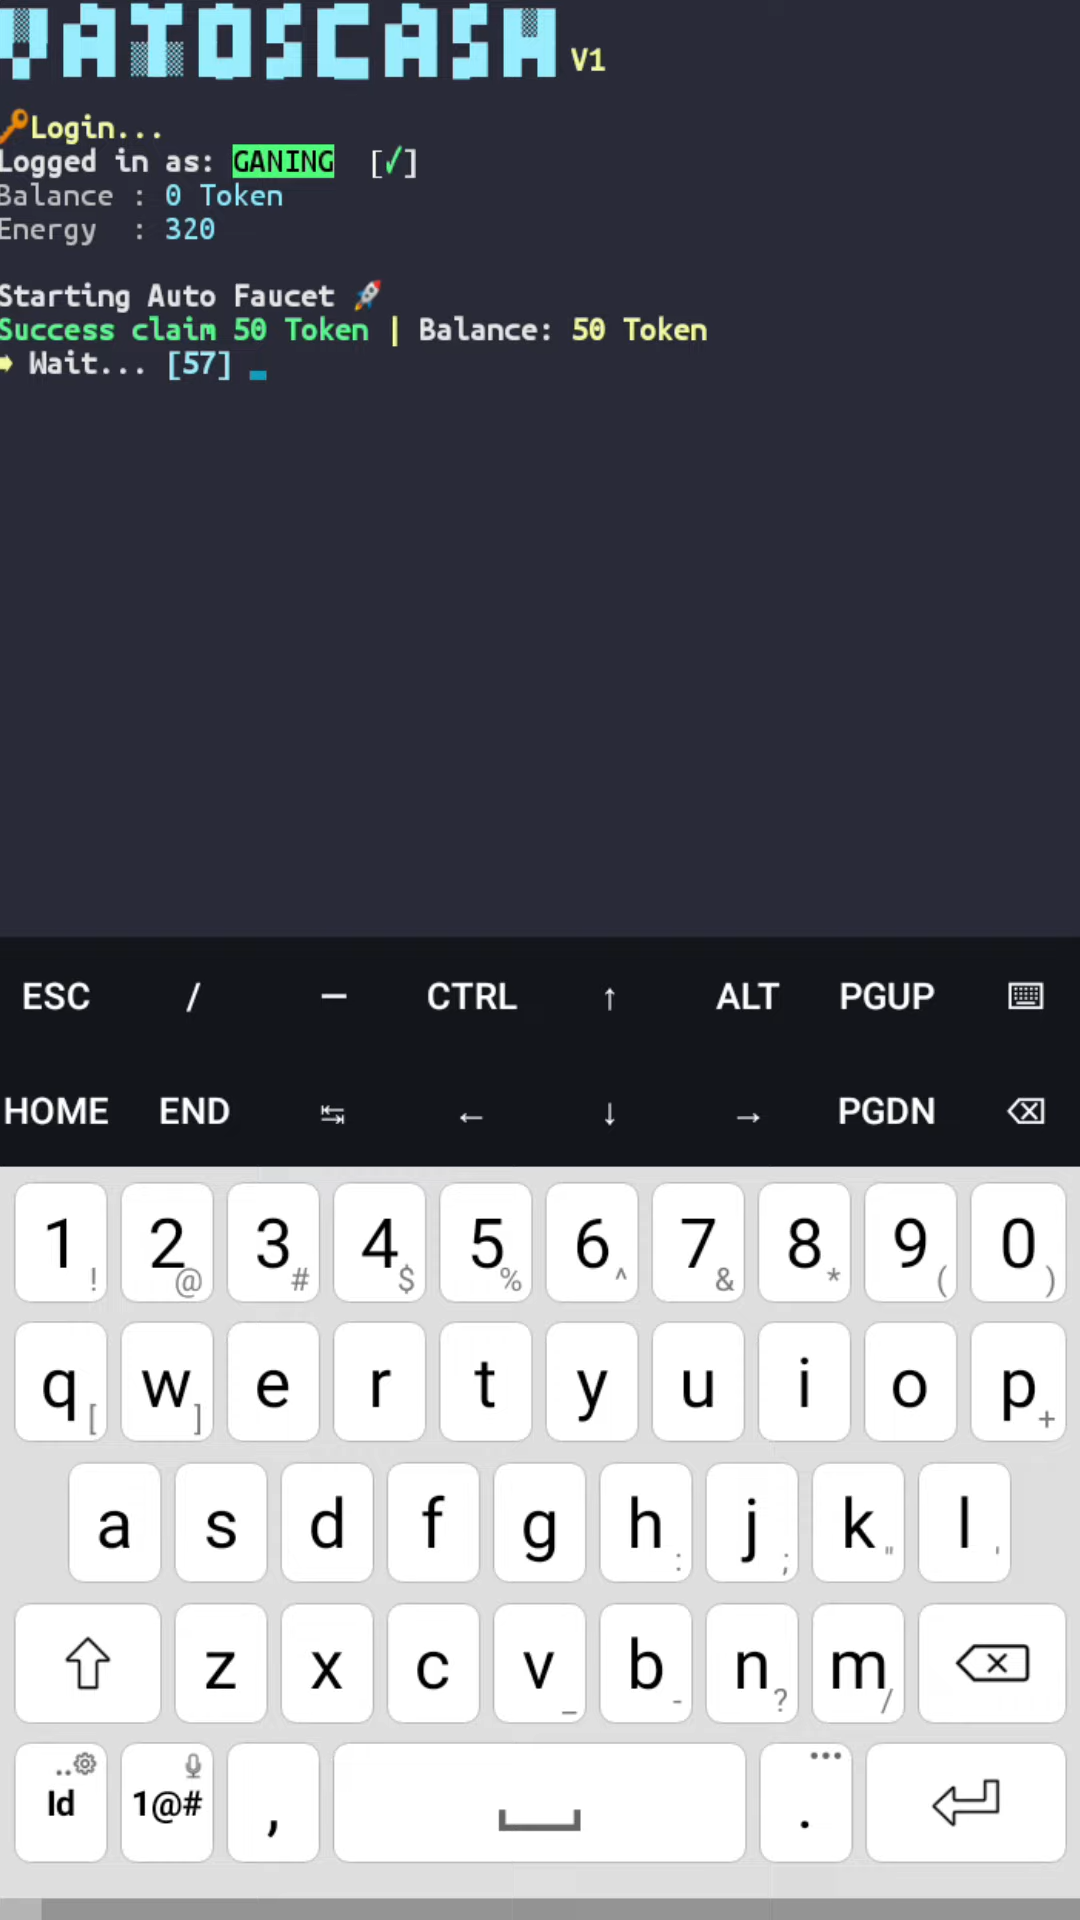 VATOSCASH V1
Login...
Logged in as: GANING [✓]
Balance : 0 Token
Energy : 320
Starting Auto Faucet 🚀
Success claim 50 Token | Balance: 50 Token
Wait... [57]
ESC / — CTRL ↑ ALT PGUP
HOME END ↹ ← ↓ → PGDN ⌫
1 ! 2 @ 3 # 4 $ 5 % 6 ^ 7 & 8 * 9 ( 0 )
q [ w ] e r t y u i o p +
a s d f g h : j ; k " l '
z x c v _ b - n ? m /
Id 1@# , .